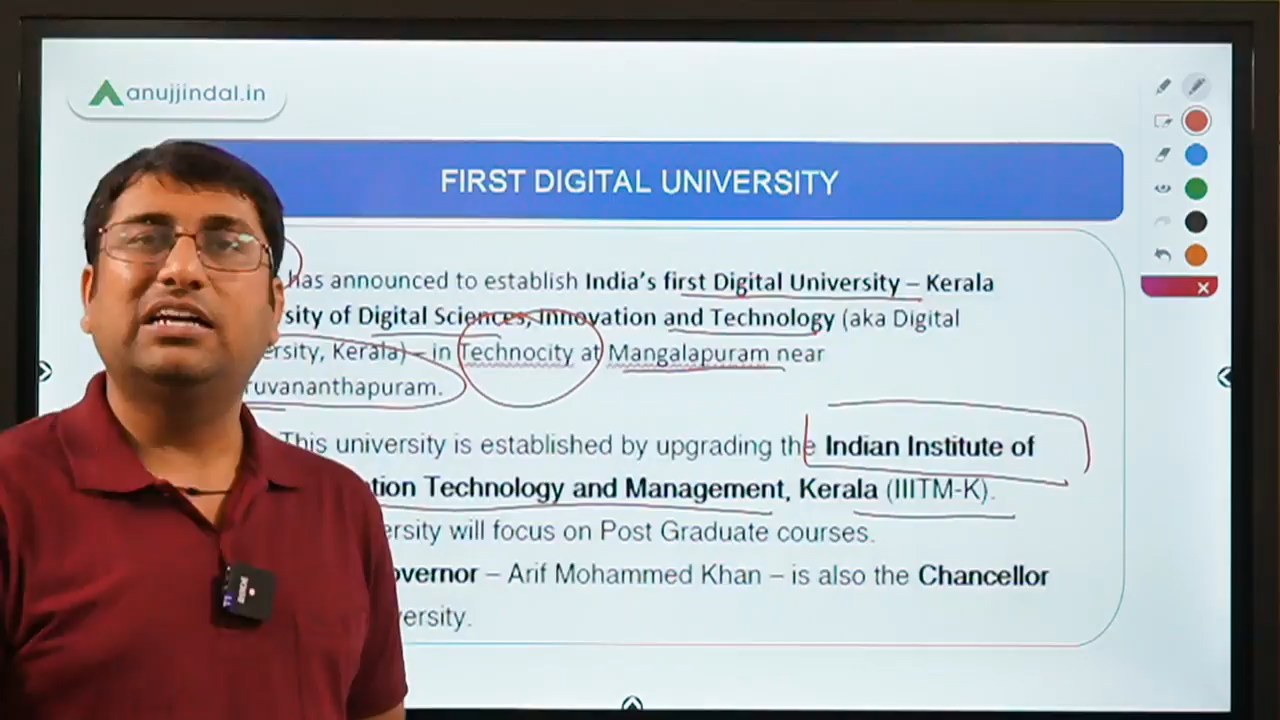 anujjindal.in
FIRST DIGITAL UNIVERSITY
has announced to establish India's first Digital University – Kerala
sity of Digital Sciences, Innovation and Technology (aka Digital
ersity, Kerala) – in Technocity at Mangalapuram near
ruvananthapuram.
This university is established by upgrading the Indian Institute of
tion Technology and Management, Kerala (IIITM-K).
ersity will focus on Post Graduate courses.
overnor – Arif Mohammed Khan – is also the Chancellor
versity.